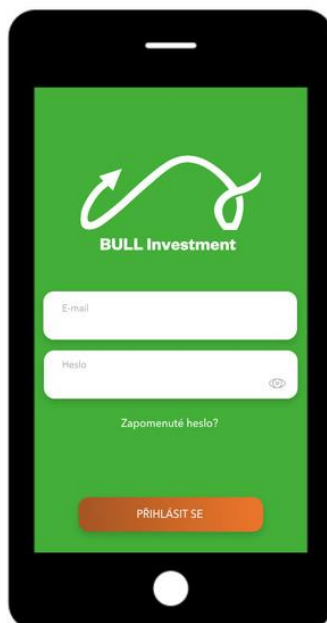 BULL Investment
E-mail
Heslo
Zapomenuté heslo?
PŘIHLÁSIT SE